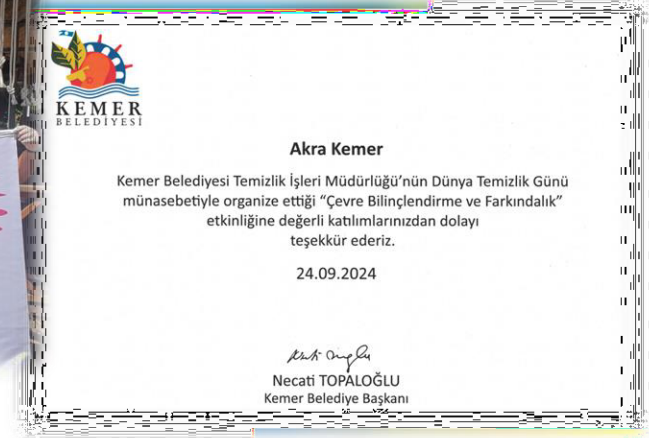 KEMER
BELEDİYESİ
Akra Kemer
Kemer Belediyesi Temizlik İşleri Müdürlüğü’nün Dünya Temizlik Günü
münasebetiyle organize ettiği “Çevre Bilinçlendirme ve Farkındalık”
etkinliğine değerli katılımlarınızdan dolayı
teşekkür ederiz.
24.09.2024
Necati TOPALOĞLU
Kemer Belediye Başkanı